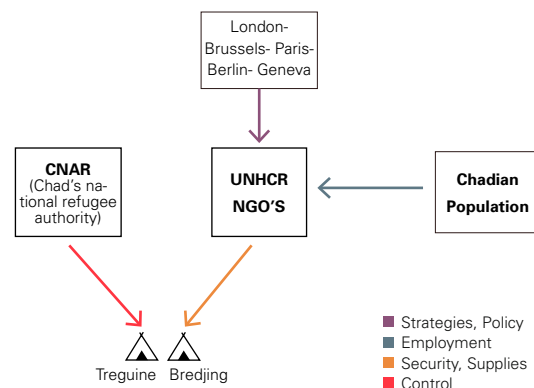 London-
Brussels- Paris-
Berlin- Geneva
CNAR
(Chad's na-
tional refugee
authority)
UNHCR
NGO'S
Chadian
Population
Treguine
Bredjing
Strategies, Policy
Employment
Security, Supplies
Control